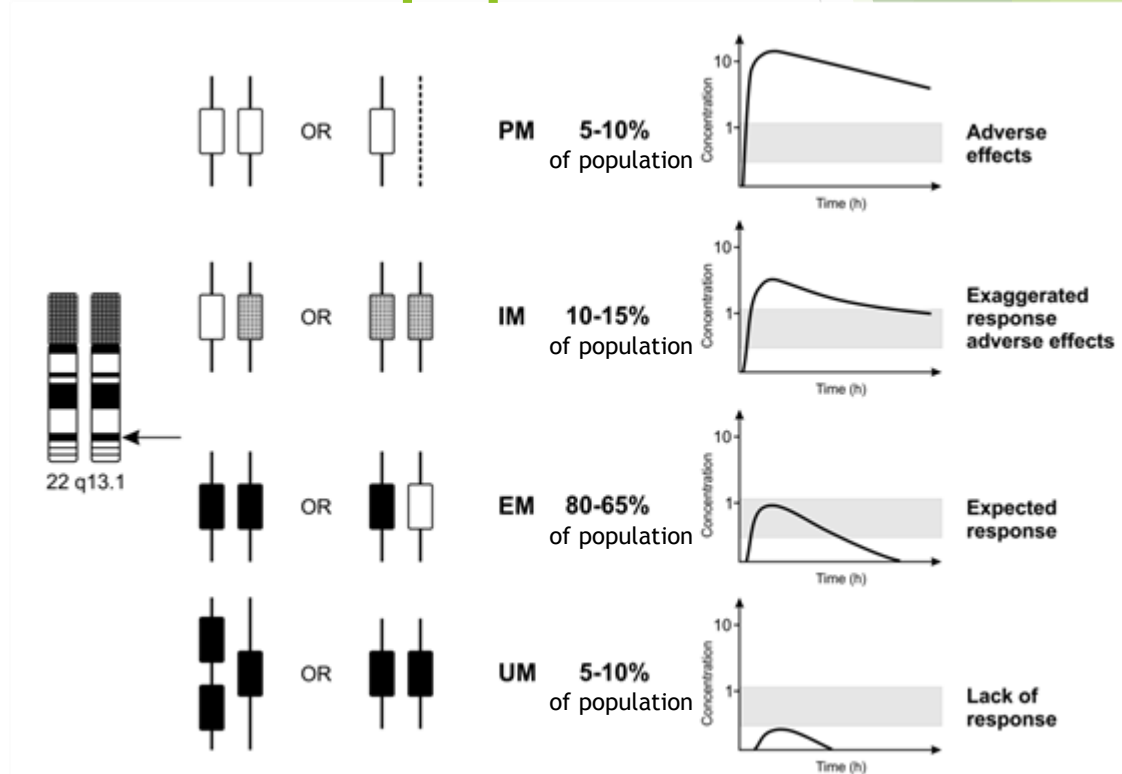 OR
PM
5-10%
of population
Concentration
10
1
Time (h)
Adverse
effects
OR
IM
10-15%
of population
Concentration
10
1
Time (h)
Exaggerated
response
adverse effects
22 q13.1
OR
EM
80-65%
of population
Concentration
10
1
Time (h)
Expected
response
OR
UM
5-10%
of population
Concentration
10
1
Time (h)
Lack of
response